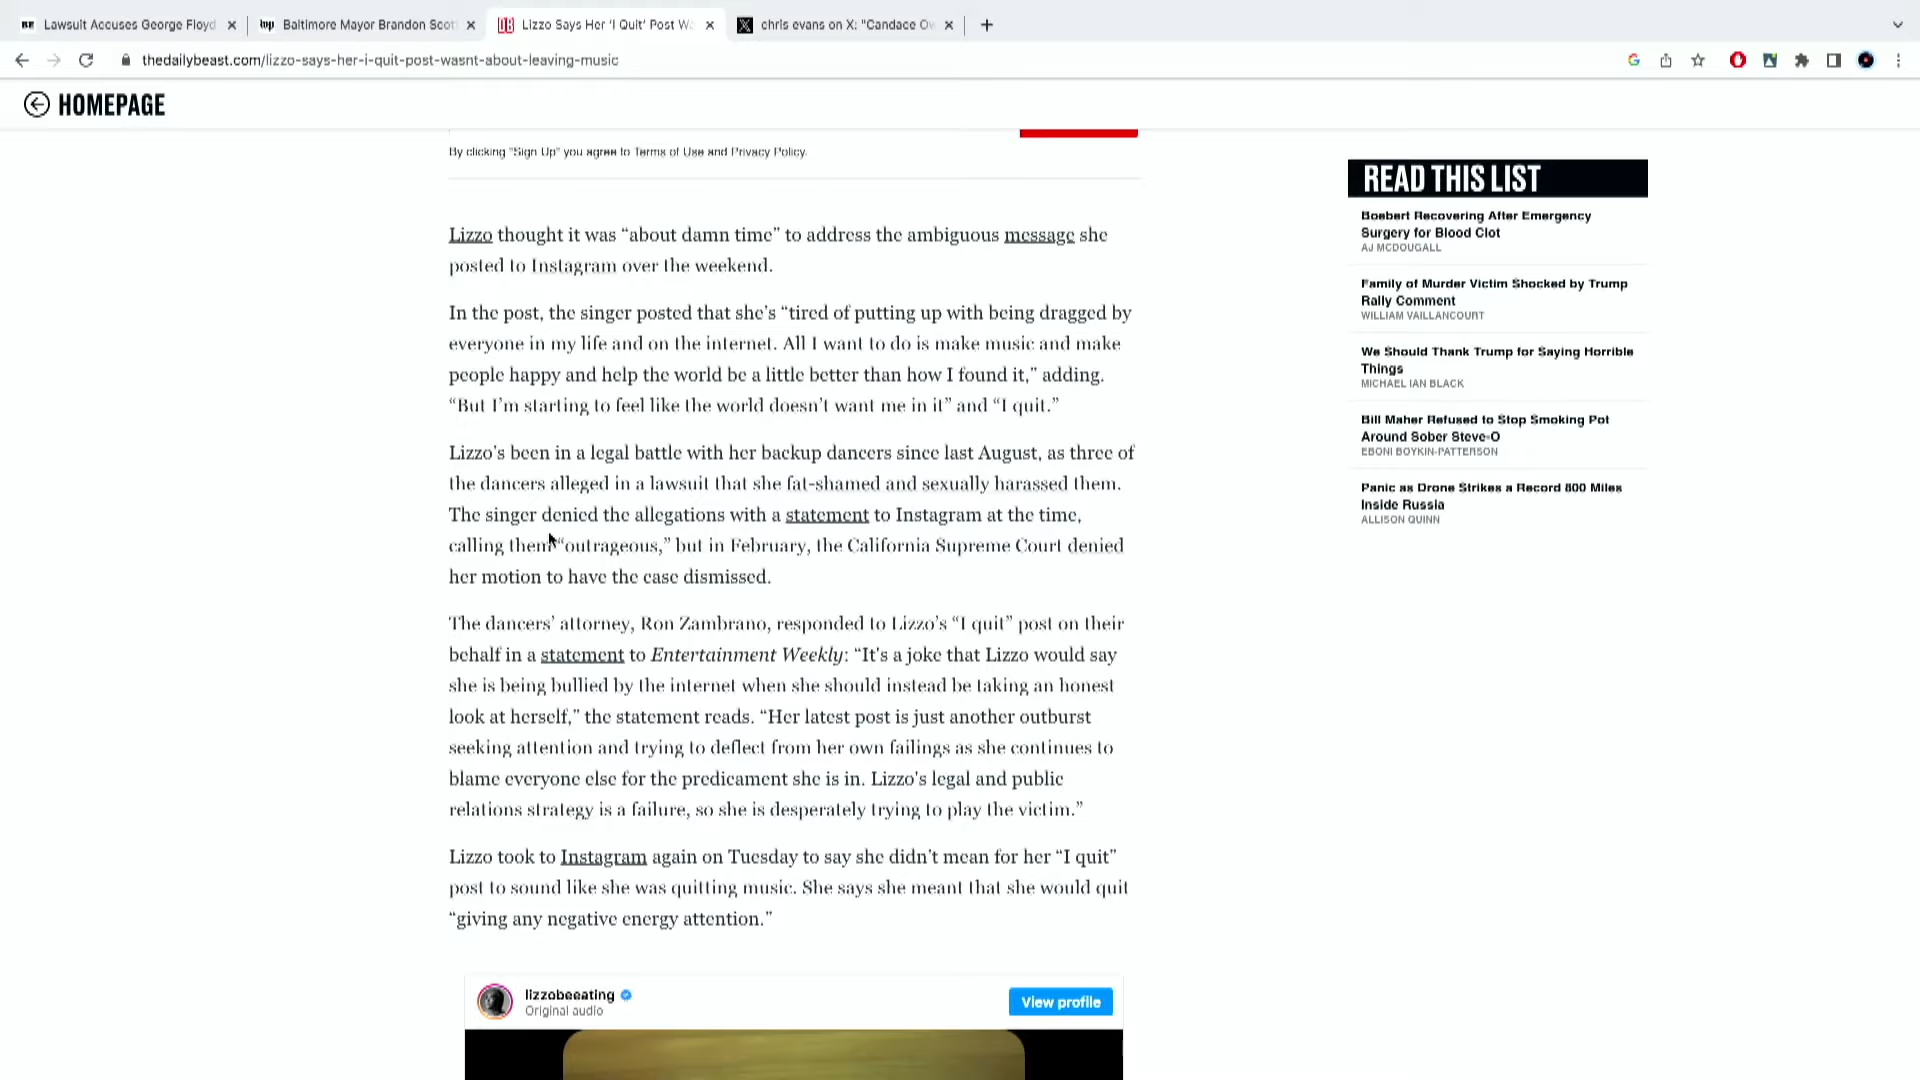 Lawsuit Accuses George Floyd
Baltimore Mayor Brandon Scot
Lizzo Says Her ‘I Quit’ Post Wa
chris evans on X: "Candace Ow
thedailybeast.com/lizzo-says-her-i-quit-post-wasnt-about-leaving-music
HOMEPAGE
By clicking "Sign Up" you agree to Terms of Use and Privacy Policy.
Lizzo thought it was “about damn time” to address the ambiguous message she
posted to Instagram over the weekend.
In the post, the singer posted that she’s “tired of putting up with being dragged by
everyone in my life and on the internet. All I want to do is make music and make
people happy and help the world be a little better than how I found it,” adding.
“But I’m starting to feel like the world doesn’t want me in it” and “I quit.”
Lizzo’s been in a legal battle with her backup dancers since last August, as three of
the dancers alleged in a lawsuit that she fat-shamed and sexually harassed them.
The singer denied the allegations with a statement to Instagram at the time,
calling them “outrageous,” but in February, the California Supreme Court denied
her motion to have the case dismissed.
The dancers’ attorney, Ron Zambrano, responded to Lizzo’s “I quit” post on their
behalf in a statement to Entertainment Weekly: “It's a joke that Lizzo would say
she is being bullied by the internet when she should instead be taking an honest
look at herself,” the statement reads. “Her latest post is just another outburst
seeking attention and trying to deflect from her own failings as she continues to
blame everyone else for the predicament she is in. Lizzo's legal and public
relations strategy is a failure, so she is desperately trying to play the victim.”
Lizzo took to Instagram again on Tuesday to say she didn’t mean for her “I quit”
post to sound like she was quitting music. She says she meant that she would quit
“giving any negative energy attention.”
lizzobeeating
Original audio
View profile
READ THIS LIST
Boebert Recovering After Emergency
Surgery for Blood Clot
AJ MCDOUGALL
Family of Murder Victim Shocked by Trump
Rally Comment
WILLIAM VAILLANCOURT
We Should Thank Trump for Saying Horrible
Things
MICHAEL IAN BLACK
Bill Maher Refused to Stop Smoking Pot
Around Sober Steve-O
EBONI BOYKIN-PATTERSON
Panic as Drone Strikes a Record 800 Miles
Inside Russia
ALLISON QUINN